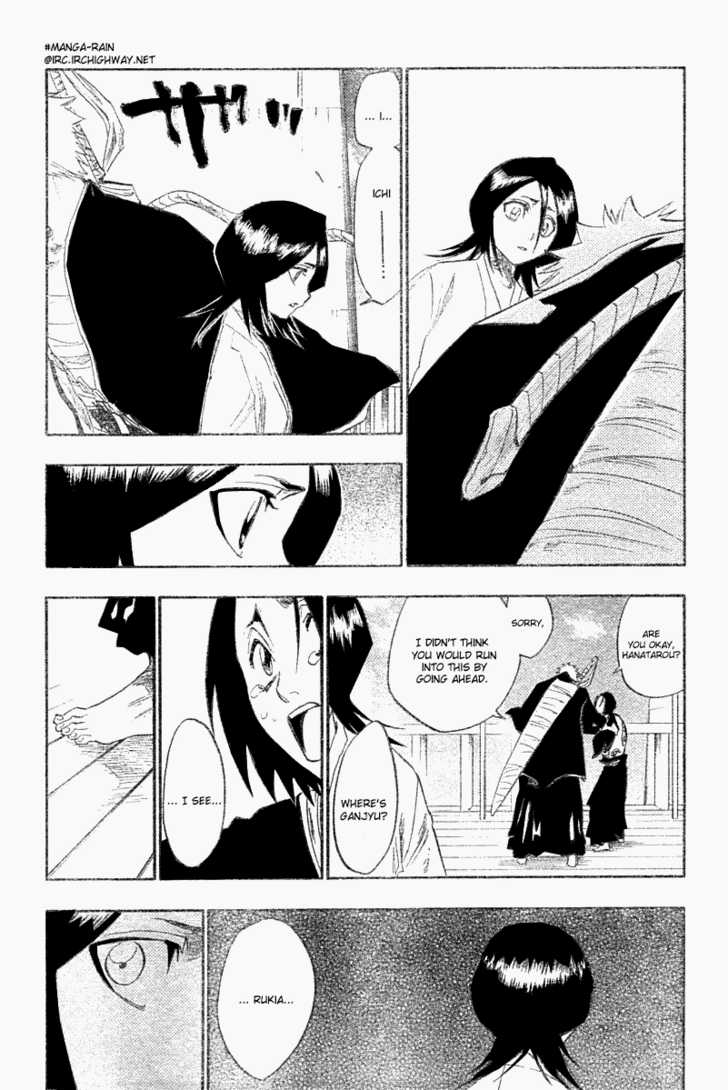 #MANGA-RAIN
@IRC.IRCHIGHWAY.NET
... I...
ICHI
SORRY,
I DIDN'T THINK
YOU WOULD RUN
INTO THIS BY
GOING AHEAD.
ARE
YOU OKAY,
HANATAROU?
WHERE'S
GANJYU?
... I SEE...
... RUKIA...